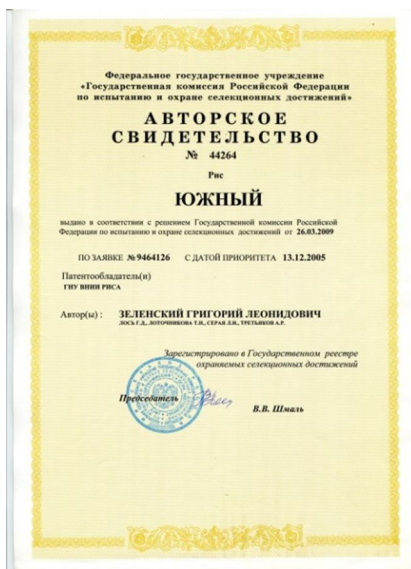 Федеральное государственное учреждение
«Государственная комиссия Российской Федерации
по испытанию и охране селекционных достижений»
АВТОРСКОЕ
СВИДЕТЕЛЬСТВО
№ 44264
Рис
ЮЖНЫЙ
выдано в соответствии с решением Государственной комиссии Российской
Федерации по испытанию и охране селекционных достижений от 26.03.2009
ПО ЗАЯВКЕ № 9464126 С ДАТОЙ ПРИОРИТЕТА 13.12.2005
Патентообладатель(и)
ГНУ ВНИИ РИСА
Автор(ы) : ЗЕЛЕНСКИЙ ГРИГОРИЙ ЛЕОНИДОВИЧ
ЛОСЬ Г.Д., ЛОТОЧНИКОВА Т.Н., СЕРАЯ Л.И., ТРЕТЬЯКОВ А.Р.
Зарегистрировано в Государственном реестре
охраняемых селекционных достижений
Председатель
В.В. Шмаль